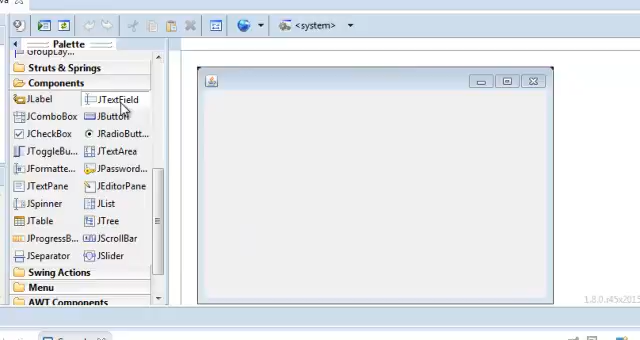 <system>
Palette
GroupLay...
Struts & Springs
Components
JLabel JTextField
JComboBox JButton
JCheckBox JRadioButt...
JToggleBu... JTextArea
JFormatte... JPassword...
JTextPane JEditorPane
JSpinner JList
JTable JTree
JProgressB... JScrollBar
JSeparator JSlider
Swing Actions
Menu
AWT Components